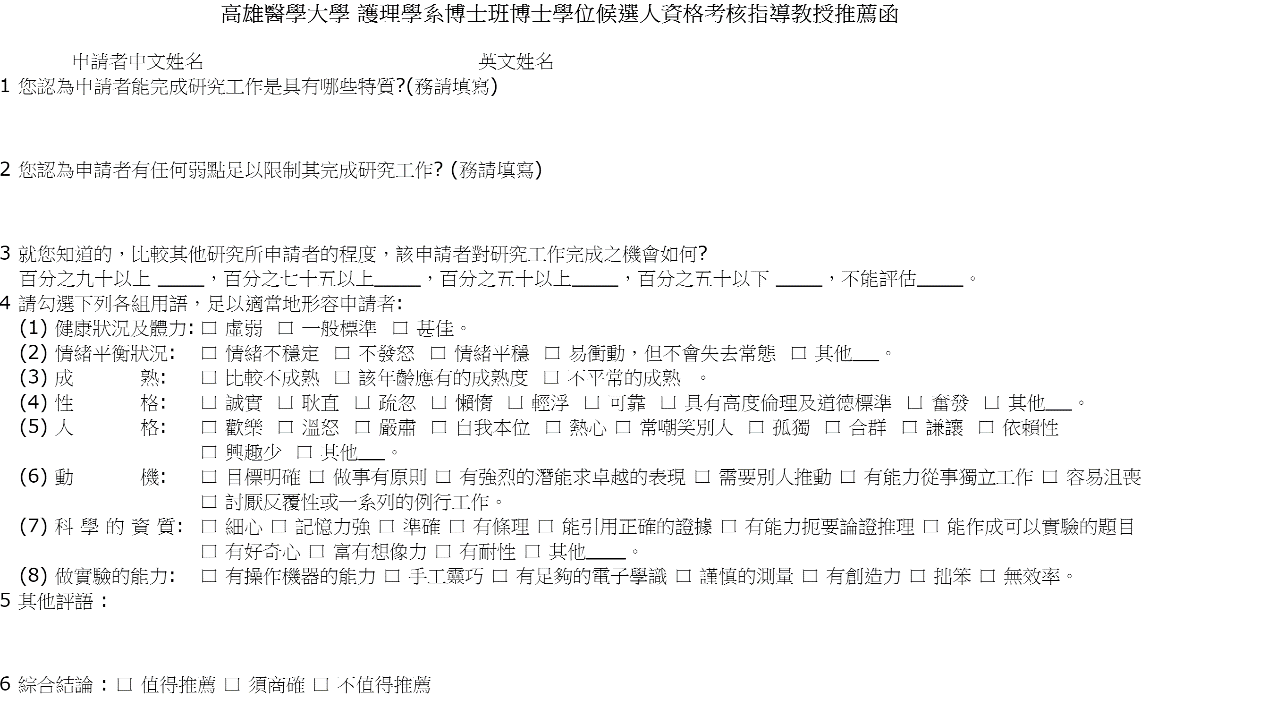 高雄醫學大學 護理學系博士班博士學位候選人資格考核指導教授推薦函
申請者中文姓名 英文姓名
1 您認為申請者能完成研究工作是具有哪些特質?(務請填寫)
2 您認為申請者有任何弱點足以限制其完成研究工作? (務請填寫)
3 就您知道的，比較其他研究所申請者的程度，該申請者對研究工作完成之機會如何?
百分之九十以上 _____，百分之七十五以上_____，百分之五十以上_____，百分之五十以下 _____，不能評估_____。
4 請勾選下列各組用語，足以適當地形容申請者:
(1) 健康狀況及體力: □ 虛弱 □ 一般標準 □ 甚佳。
(2) 情緒平衡狀況: □ 情緒不穩定 □ 不發怒 □ 情緒平穩 □ 易衝動，但不會失去常態 □ 其他___。
(3) 成 熟: □ 比較不成熟 □ 該年齡應有的成熟度 □ 不平常的成熟 。
(4) 性 格: □ 誠實 □ 耿直 □ 疏忽 □ 懶惰 □ 輕浮 □ 可靠 □ 具有高度倫理及道德標準 □ 奮發 □ 其他___。
(5) 人 格: □ 歡樂 □ 溫怒 □ 嚴肅 □ 自我本位 □ 熱心 □ 常嘲笑別人 □ 孤獨 □ 合群 □ 謙讓 □ 依賴性
□ 興趣少 □ 其他___。
(6) 動 機: □ 目標明確 □ 做事有原則 □ 有強烈的潛能求卓越的表現 □ 需要別人推動 □ 有能力從事獨立工作 □ 容易沮喪
□ 討厭反覆性或一系列的例行工作。
(7) 科 學 的 資 質: □ 細心 □ 記憶力強 □ 準確 □ 有條理 □ 能引用正確的證據 □ 有能力扼要論證推理 □ 能作成可以實驗的題目
□ 有好奇心 □ 富有想像力 □ 有耐性 □ 其他____。
(8) 做實驗的能力: □ 有操作機器的能力 □ 手工靈巧 □ 有足夠的電子學識 □ 謹慎的測量 □ 有創造力 □ 拙笨 □ 無效率。
5 其他評語：
6 綜合結論：□ 值得推薦 □ 須商確 □ 不值得推薦